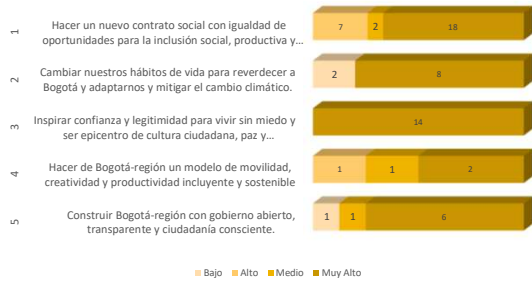 1
Hacer un nuevo contrato social con igualdad de
oportunidades para la inclusión social, productiva y…
7 2 18
2
Cambiar nuestros hábitos de vida para reverdecer a
Bogotá y adaptarnos y mitigar el cambio climático.
2 8
3
Inspirar confianza y legitimidad para vivir sin miedo y
ser epicentro de cultura ciudadana, paz y…
14
4
Hacer de Bogotá-región un modelo de movilidad,
creatividad y productividad incluyente y sostenible
1 1 2
5
Construir Bogotá-región con gobierno abierto,
transparente y ciudadanía consciente.
1 1 6
Bajo Alto Medio Muy Alto